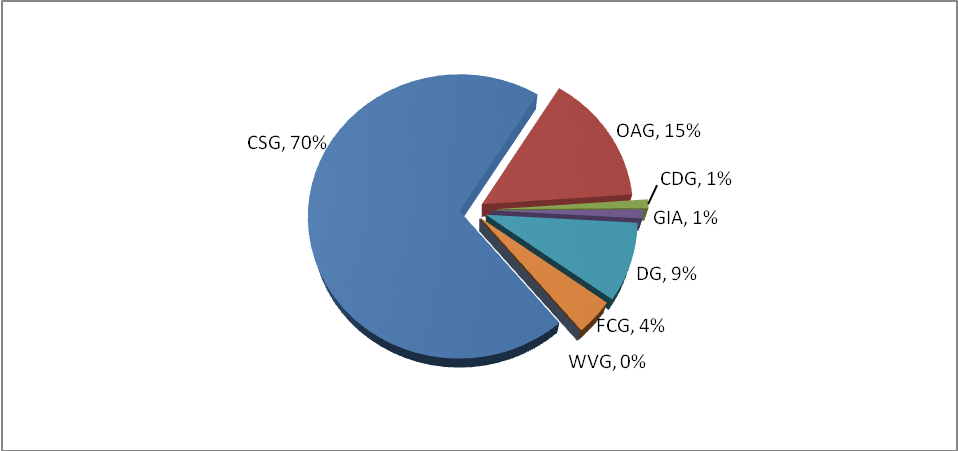 CSG, 70%
OAG, 15%
CDG, 1%
GIA, 1%
DG, 9%
FCG, 4%
WVG, 0%